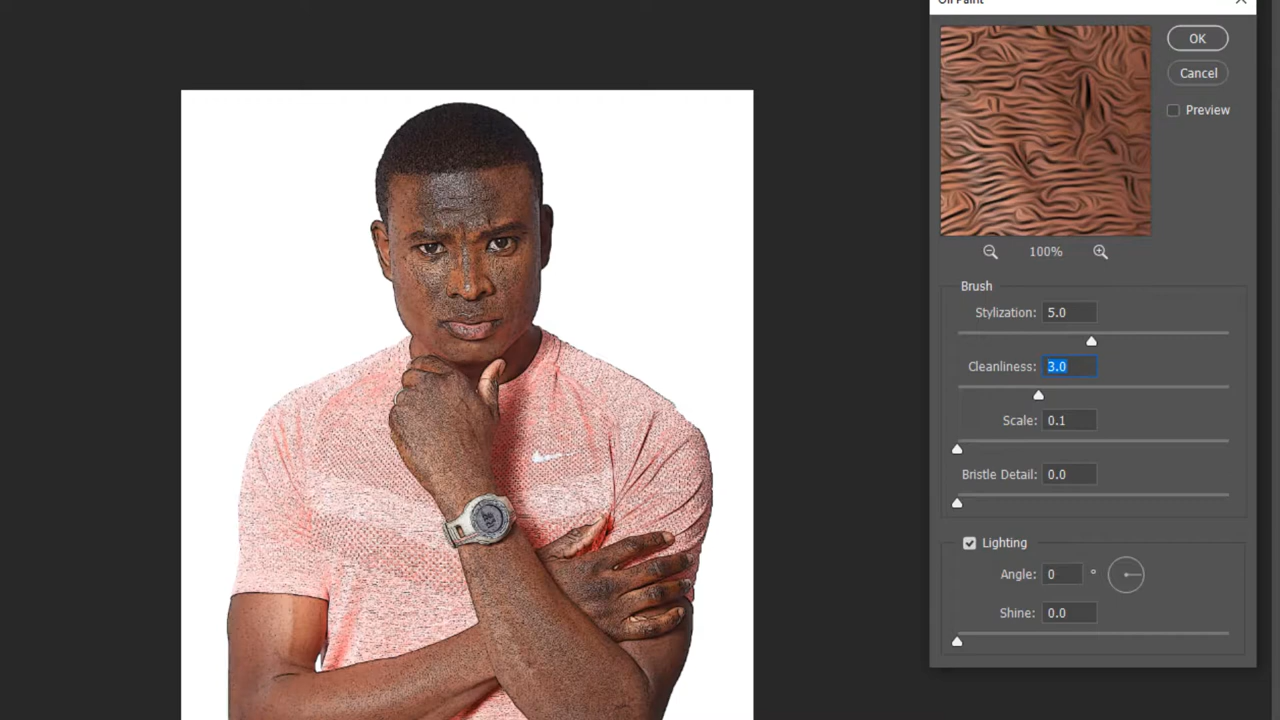 Oil Paint
OK
Cancel
Preview
100%
Brush
Stylization: 5.0
Cleanliness: 3.0
Scale: 0.1
Bristle Detail: 0.0
Lighting
Angle: 0 °
Shine: 0.0